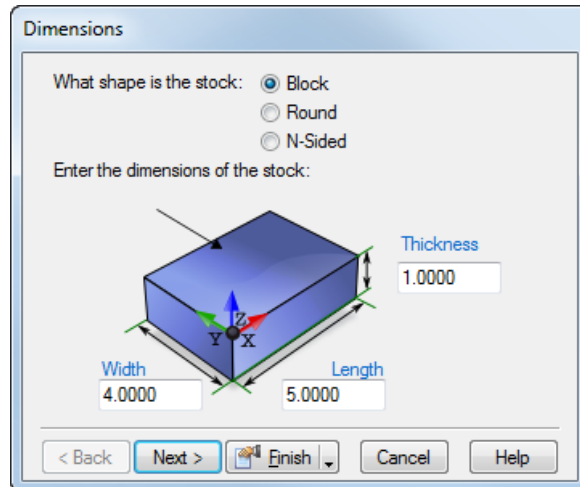 Dimensions
What shape is the stock: Block
Round
N-Sided
Enter the dimensions of the stock:
Thickness
1.0000
Z
Y X
Width Length
4.0000 5.0000
< Back Next > Finish Cancel Help